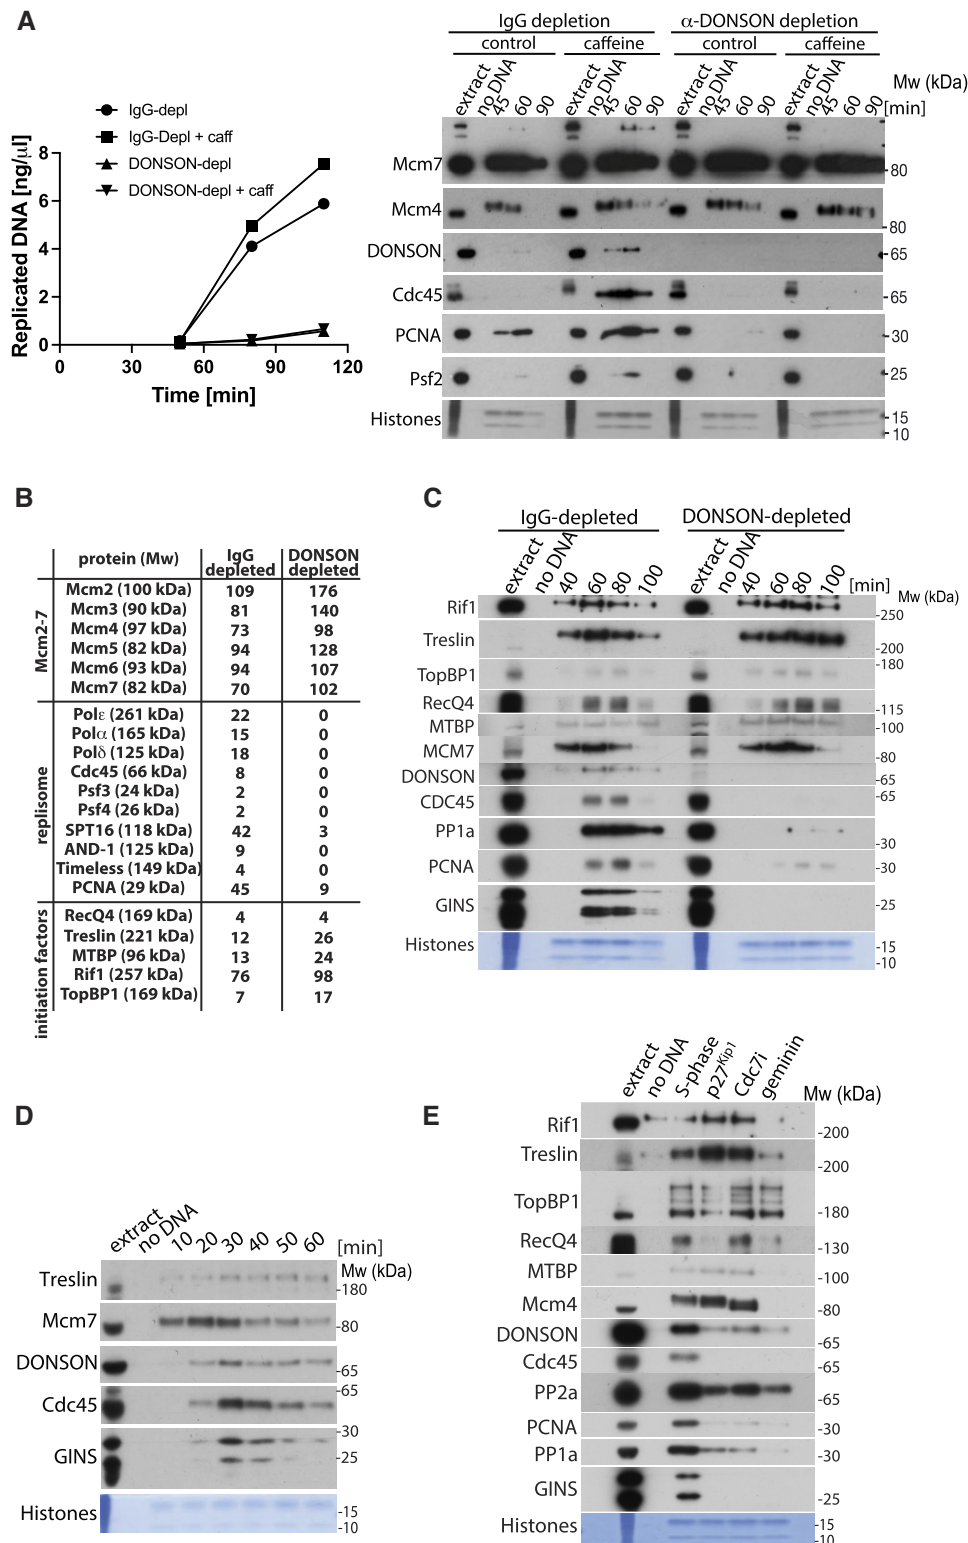 A
IgG depletion
α-DONSON depletion
control
caffeine
control
caffeine
extract
no DNA
45
60
90
extract
no DNA
45
60
90
extract
no DNA
45
60
90
extract
no DNA
45
60
90
Mw (kDa)
[min]
Mcm7
-80
Mcm4
-80
DONSON
-65
Cdc45
-65
PCNA
-30
Psf2
-25
Histones
-15
-10
IgG-depl
IgG-Depl + caff
DONSON-depl
DONSON-depl + caff
Replicated DNA [ng/µl]
8
6
4
2
0
0
30
60
90
120
Time [min]
B
protein (Mw)
IgG depleted
DONSON depleted
Mcm2-7
Mcm2 (100 kDa) 109 176
Mcm3 (90 kDa) 81 140
Mcm4 (97 kDa) 73 98
Mcm5 (82 kDa) 94 128
Mcm6 (93 kDa) 94 107
Mcm7 (82 kDa) 70 102
replisome
Polε (261 kDa) 22 0
Polα (165 kDa) 15 0
Polδ (125 kDa) 18 0
Cdc45 (66 kDa) 8 0
Psf3 (24 kDa) 2 0
Psf4 (26 kDa) 2 0
SPT16 (118 kDa) 42 3
AND-1 (125 kDa) 9 0
Timeless (149 kDa) 4 0
PCNA (29 kDa) 45 9
initiation factors
RecQ4 (169 kDa) 4 4
Treslin (221 kDa) 12 26
MTBP (96 kDa) 13 24
Rif1 (257 kDa) 76 98
TopBP1 (169 kDa) 7 17
C
IgG-depleted
DONSON-depleted
extract
no DNA
40
60
80
100
extract
no DNA
40
60
80
100
[min]
Mw (kDa)
Rif1
-250
Treslin
-200
-180
TopBP1
RecQ4
-115
MTBP
-100
MCM7
-80
DONSON
-65
CDC45
-65
PP1a
-30
PCNA
-30
GINS
-25
Histones
-15
-10
D
extract
no DNA
10
20
30
40
50
60
[min]
Mw (kDa)
Treslin
-180
Mcm7
-80
DONSON
-65
-65
Cdc45
-30
GINS
-25
Histones
-15
-10
E
extract
no DNA
S-phase
p27Kip1
Cdc7i
geminin
Mw (kDa)
Rif1
-200
Treslin
-200
TopBP1
-180
RecQ4
-130
MTBP
-100
Mcm4
-80
DONSON
-65
Cdc45
-65
PP2a
-65
PCNA
-30
PP1a
-30
GINS
-25
Histones
-15
-10